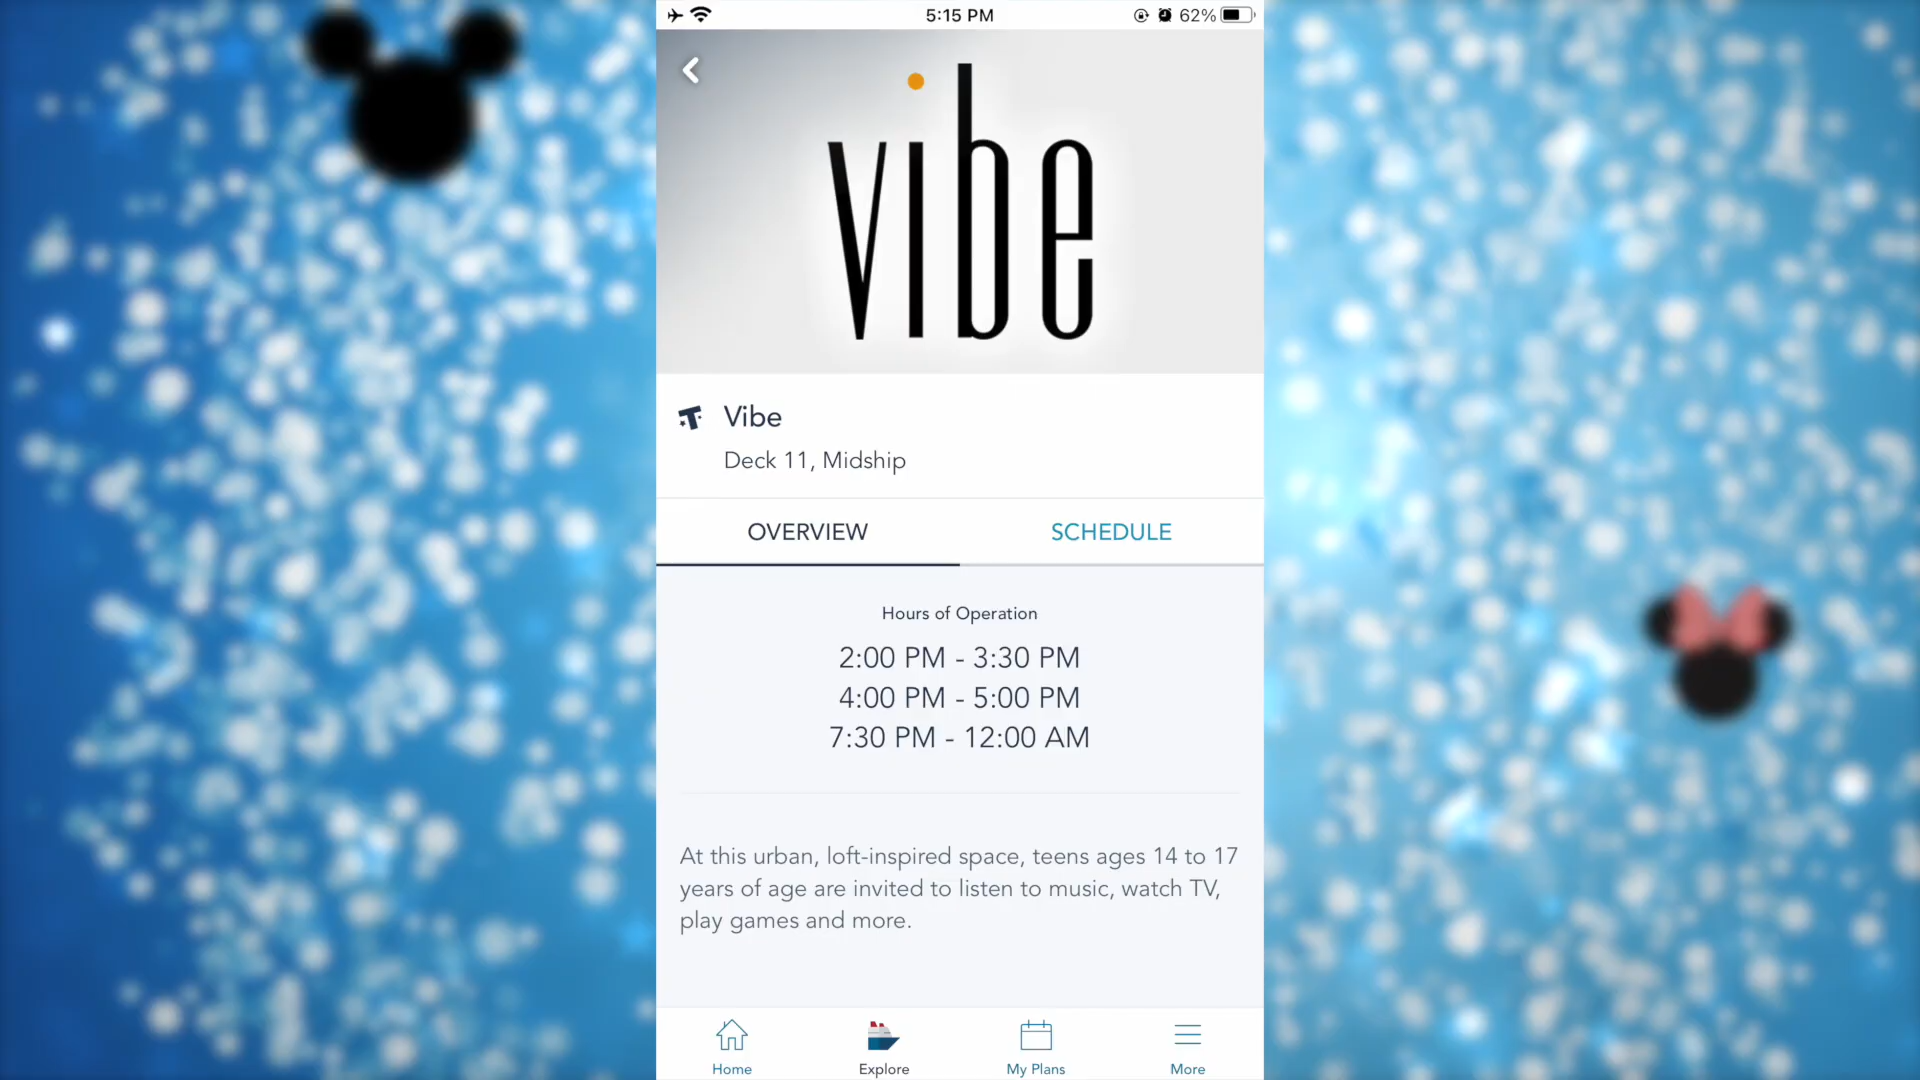 5:15 PM
62%
vibe
Vibe
Deck 11, Midship
OVERVIEW
SCHEDULE
Hours of Operation
2:00 PM - 3:30 PM
4:00 PM - 5:00 PM
7:30 PM - 12:00 AM
At this urban, loft-inspired space, teens ages 14 to 17
years of age are invited to listen to music, watch TV,
play games and more.
Home
Explore
My Plans
More